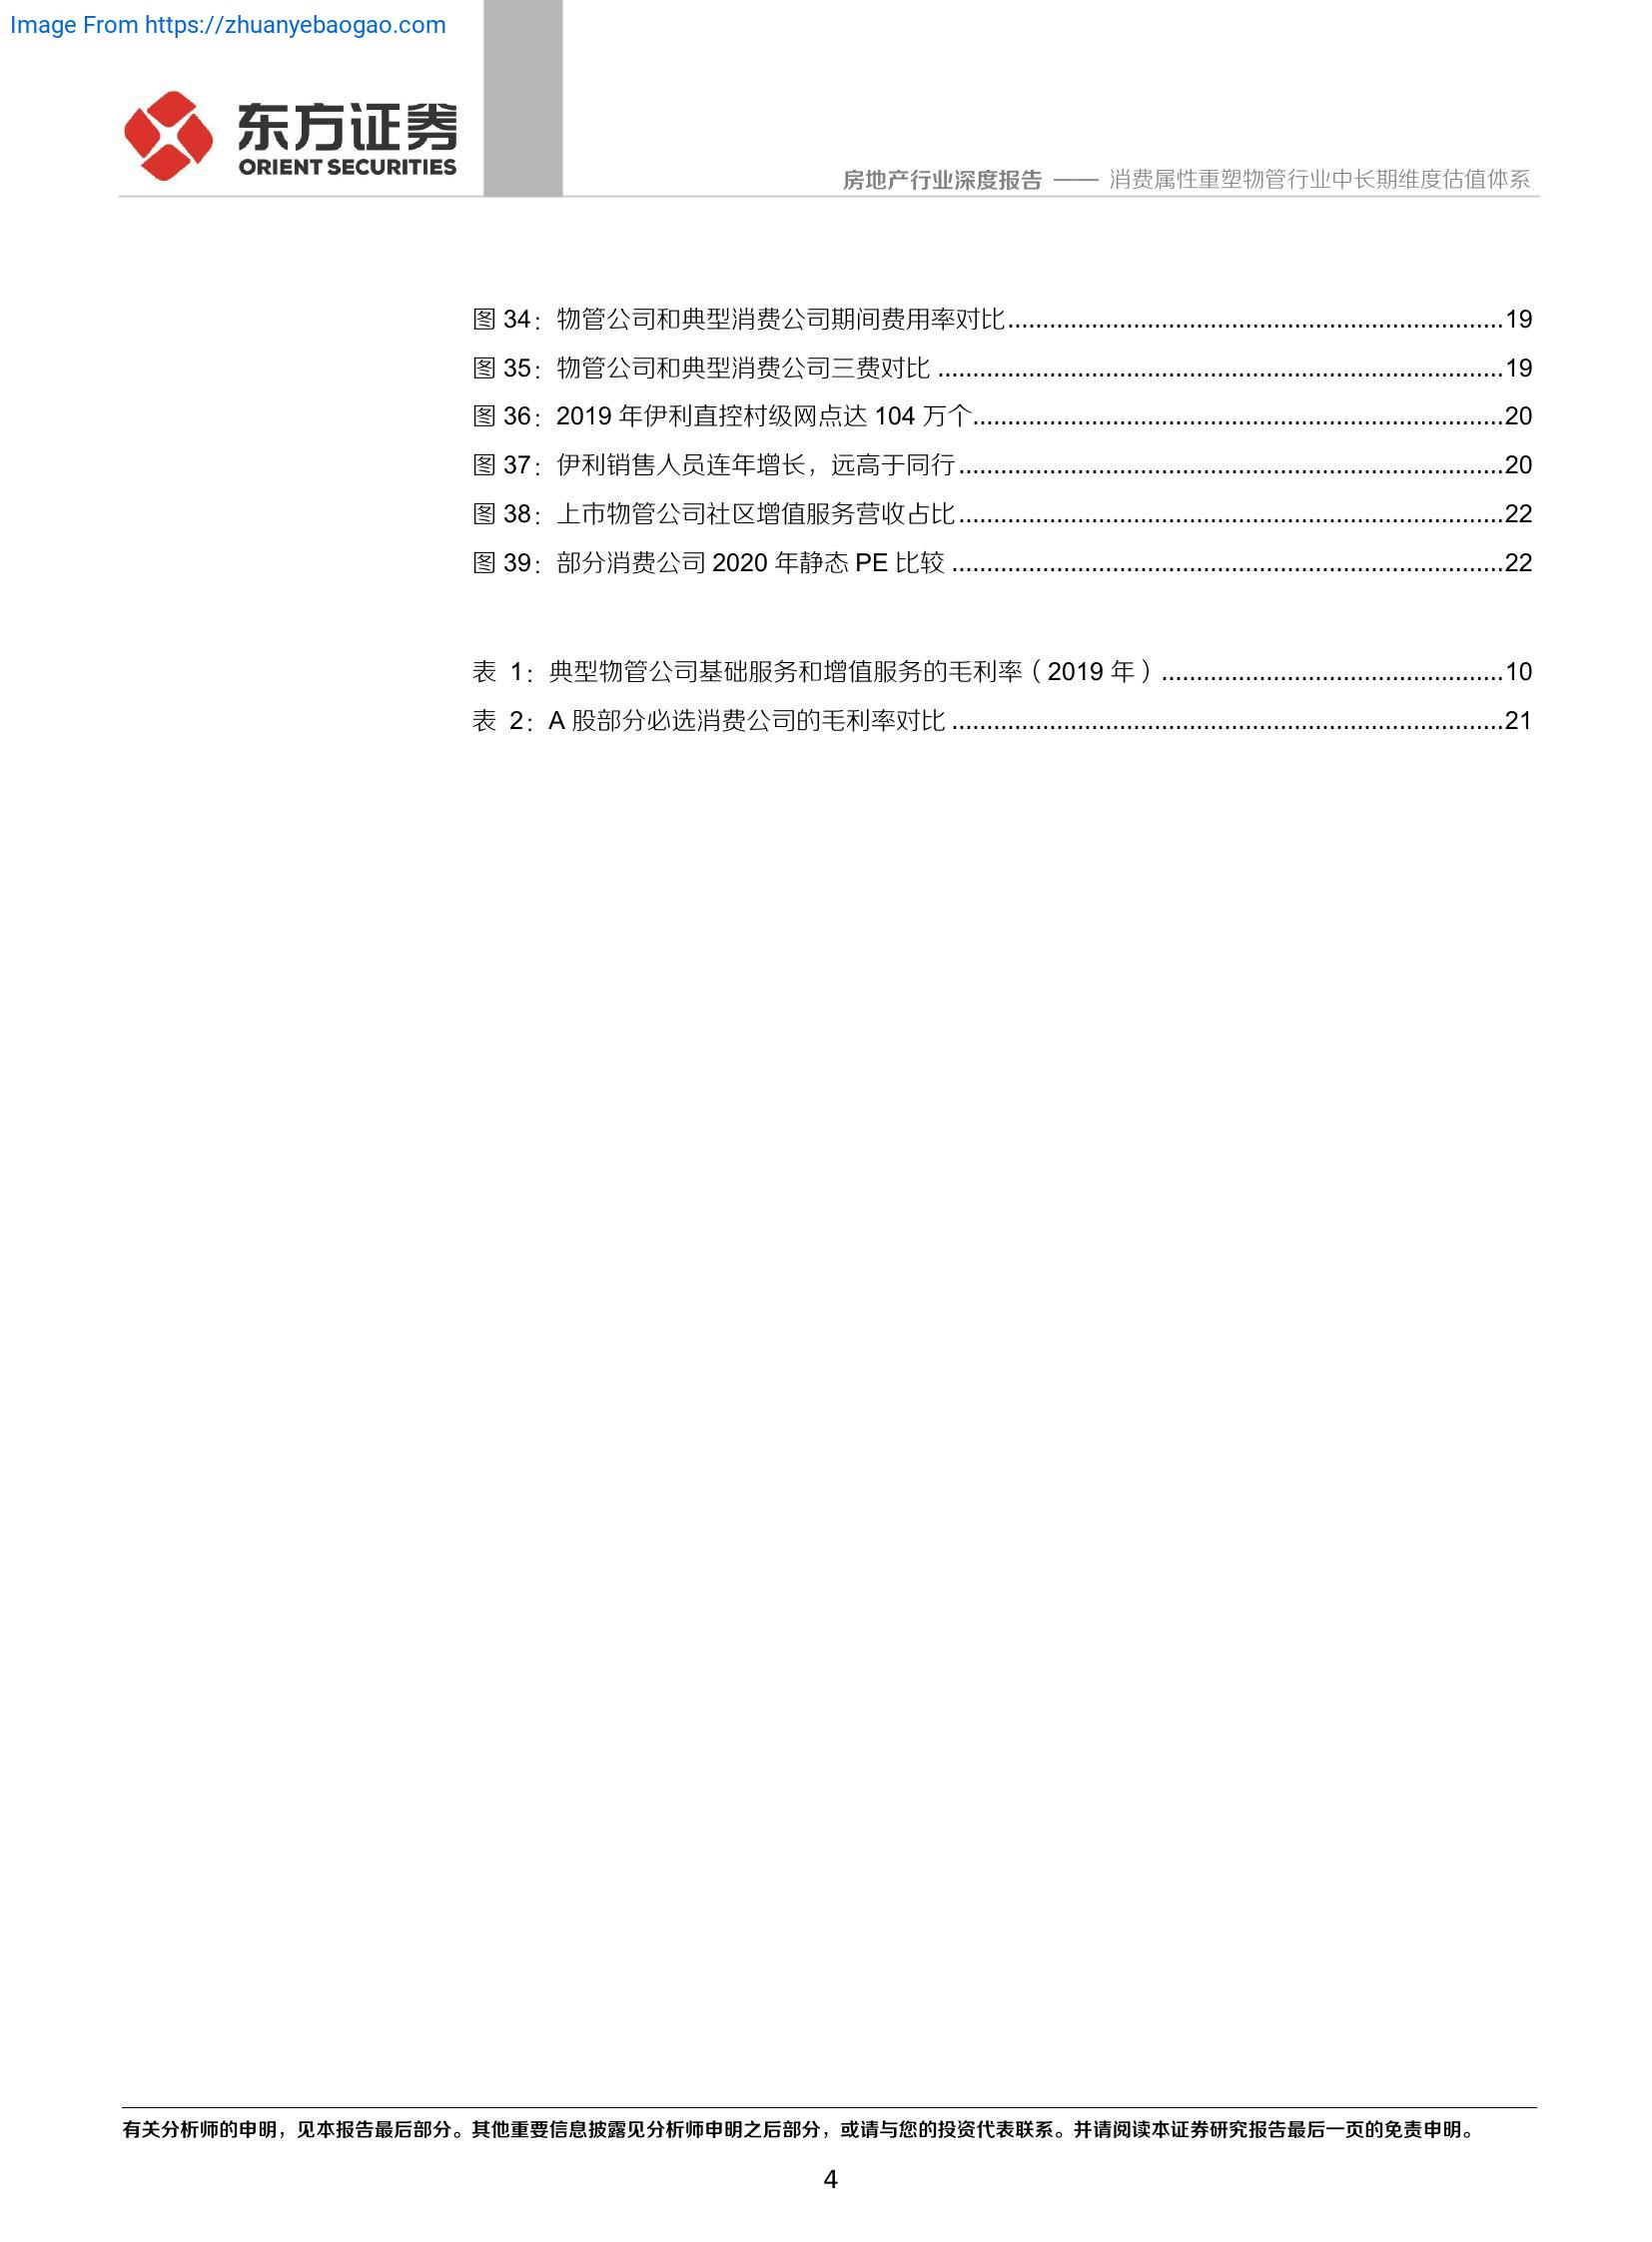 Image From https://zhuanyebaogao.com
东方证券
ORIENT SECURITIES
房地产行业深度报告 —— 消费属性重塑物管行业中长期维度估值体系
图 34：物管公司和典型消费公司期间费用率对比......................................................................19
图 35：物管公司和典型消费公司三费对比 ................................................................................19
图 36：2019 年伊利直控村级网点达 104 万个...........................................................................20
图 37：伊利销售人员连年增长，远高于同行.............................................................................20
图 38：上市物管公司社区增值服务营收占比.............................................................................22
图 39：部分消费公司 2020 年静态 PE 比较 ..............................................................................22
表 1：典型物管公司基础服务和增值服务的毛利率（2019 年）................................................10
表 2：A 股部分必选消费公司的毛利率对比 ..............................................................................21
有关分析师的申明，见本报告最后部分。其他重要信息披露见分析师申明之后部分，或请与您的投资代表联系。并请阅读本证券研究报告最后一页的免责申明。
4